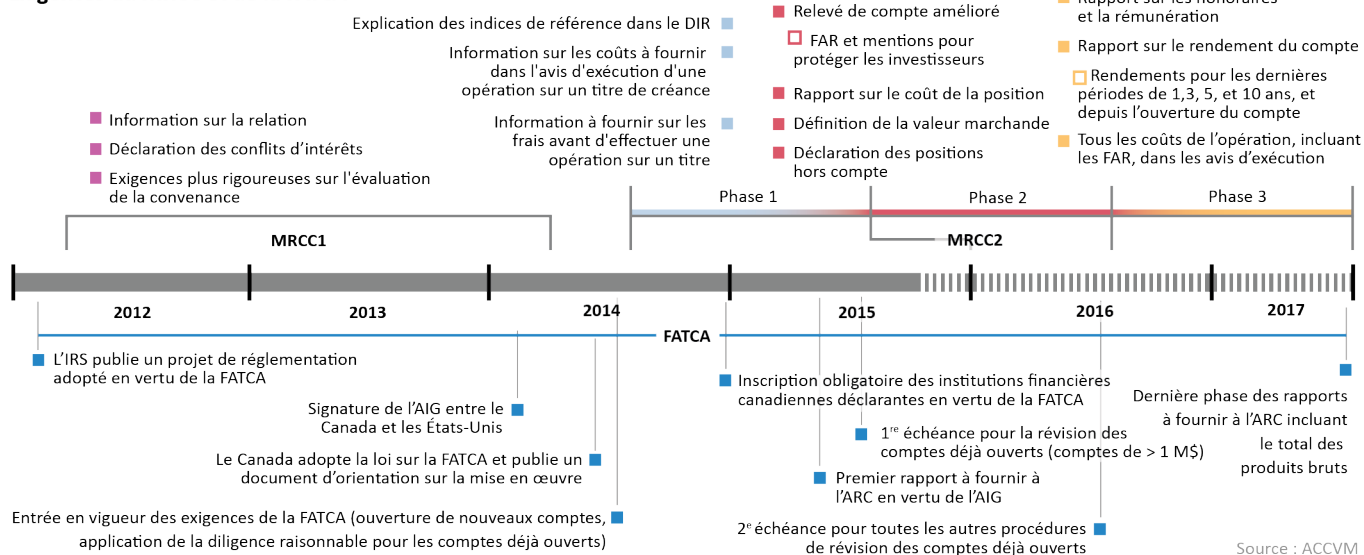 Explication des indices de référence dans le DIR
Information sur les coûts à fournir
dans l'avis d'exécution d'une
opération sur un titre de créance
Information à fournir sur les
frais avant d'effectuer une
opération sur un titre
Relevé de compte amélioré
FAR et mentions pour
protéger les investisseurs
Rapport sur le coût de la position
Définition de la valeur marchande
Déclaration des positions
hors compte
et la rémunération
Rapport sur le rendement du compte
Rendements pour les dernières
périodes de 1,3, 5, et 10 ans, et
depuis l’ouverture du compte
Tous les coûts de l’opération, incluant
les FAR, dans les avis d’exécution
Information sur la relation
Déclaration des conflits d’intérêts
Exigences plus rigoureuses sur l'évaluation
de la convenance
Phase 1
Phase 2
Phase 3
MRCC1
MRCC2
2012
2013
2014
2015
2016
2017
FATCA
L’IRS publie un projet de réglementation
adopté en vertu de la FATCA
Signature de l’AIG entre le
Canada et les États-Unis
Le Canada adopte la loi sur la FATCA et publie un
document d’orientation sur la mise en œuvre
Entrée en vigueur des exigences de la FATCA (ouverture de nouveaux comptes,
application de la diligence raisonnable pour les comptes déjà ouverts)
Inscription obligatoire des institutions financières
canadiennes déclarantes en vertu de la FATCA
1re échéance pour la révision des
comptes déjà ouverts (comptes de > 1 M$)
Premier rapport à fournir à
l’ARC en vertu de l’AIG
2e échéance pour toutes les autres procédures
de révision des comptes déjà ouverts
Dernière phase des rapports
à fournir à l’ARC incluant
le total des
produits bruts
Source : ACCVM